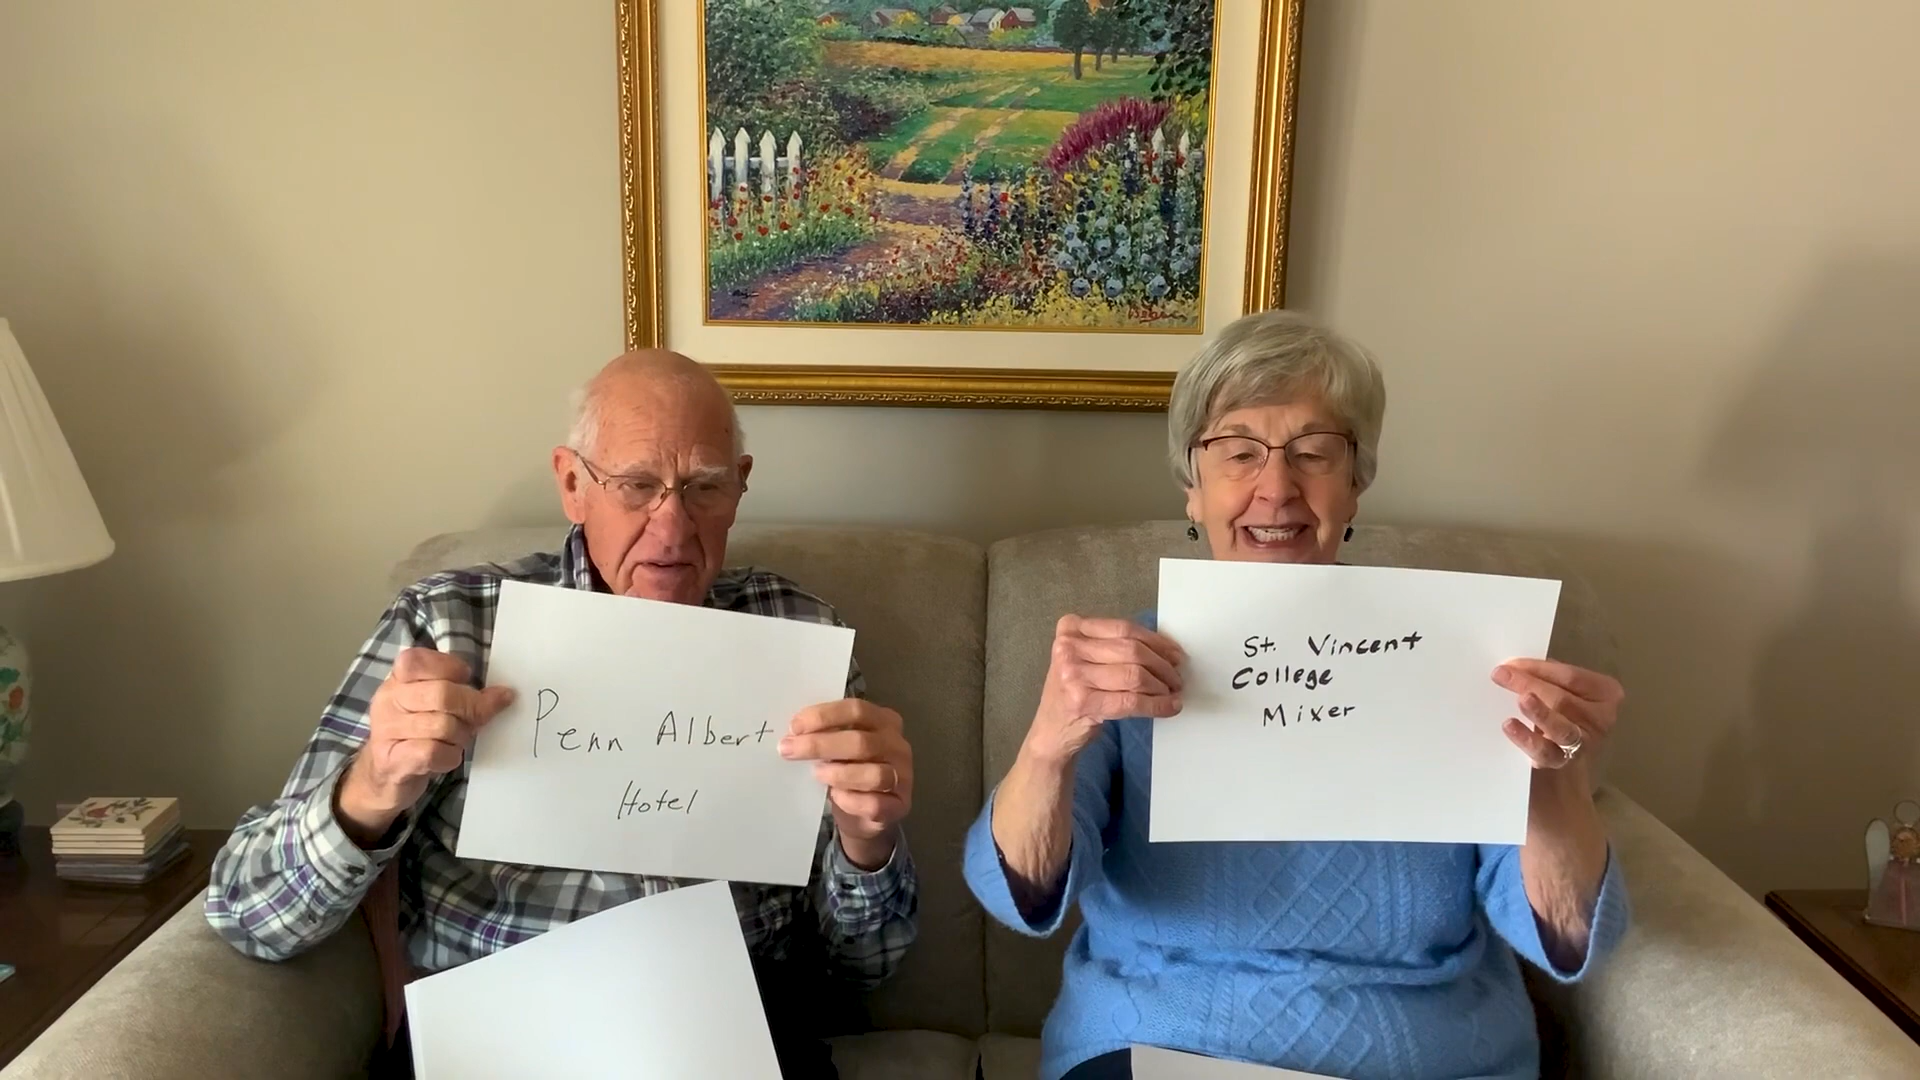 Penn Albert
Hotel
St. Vincent
College
Mixer